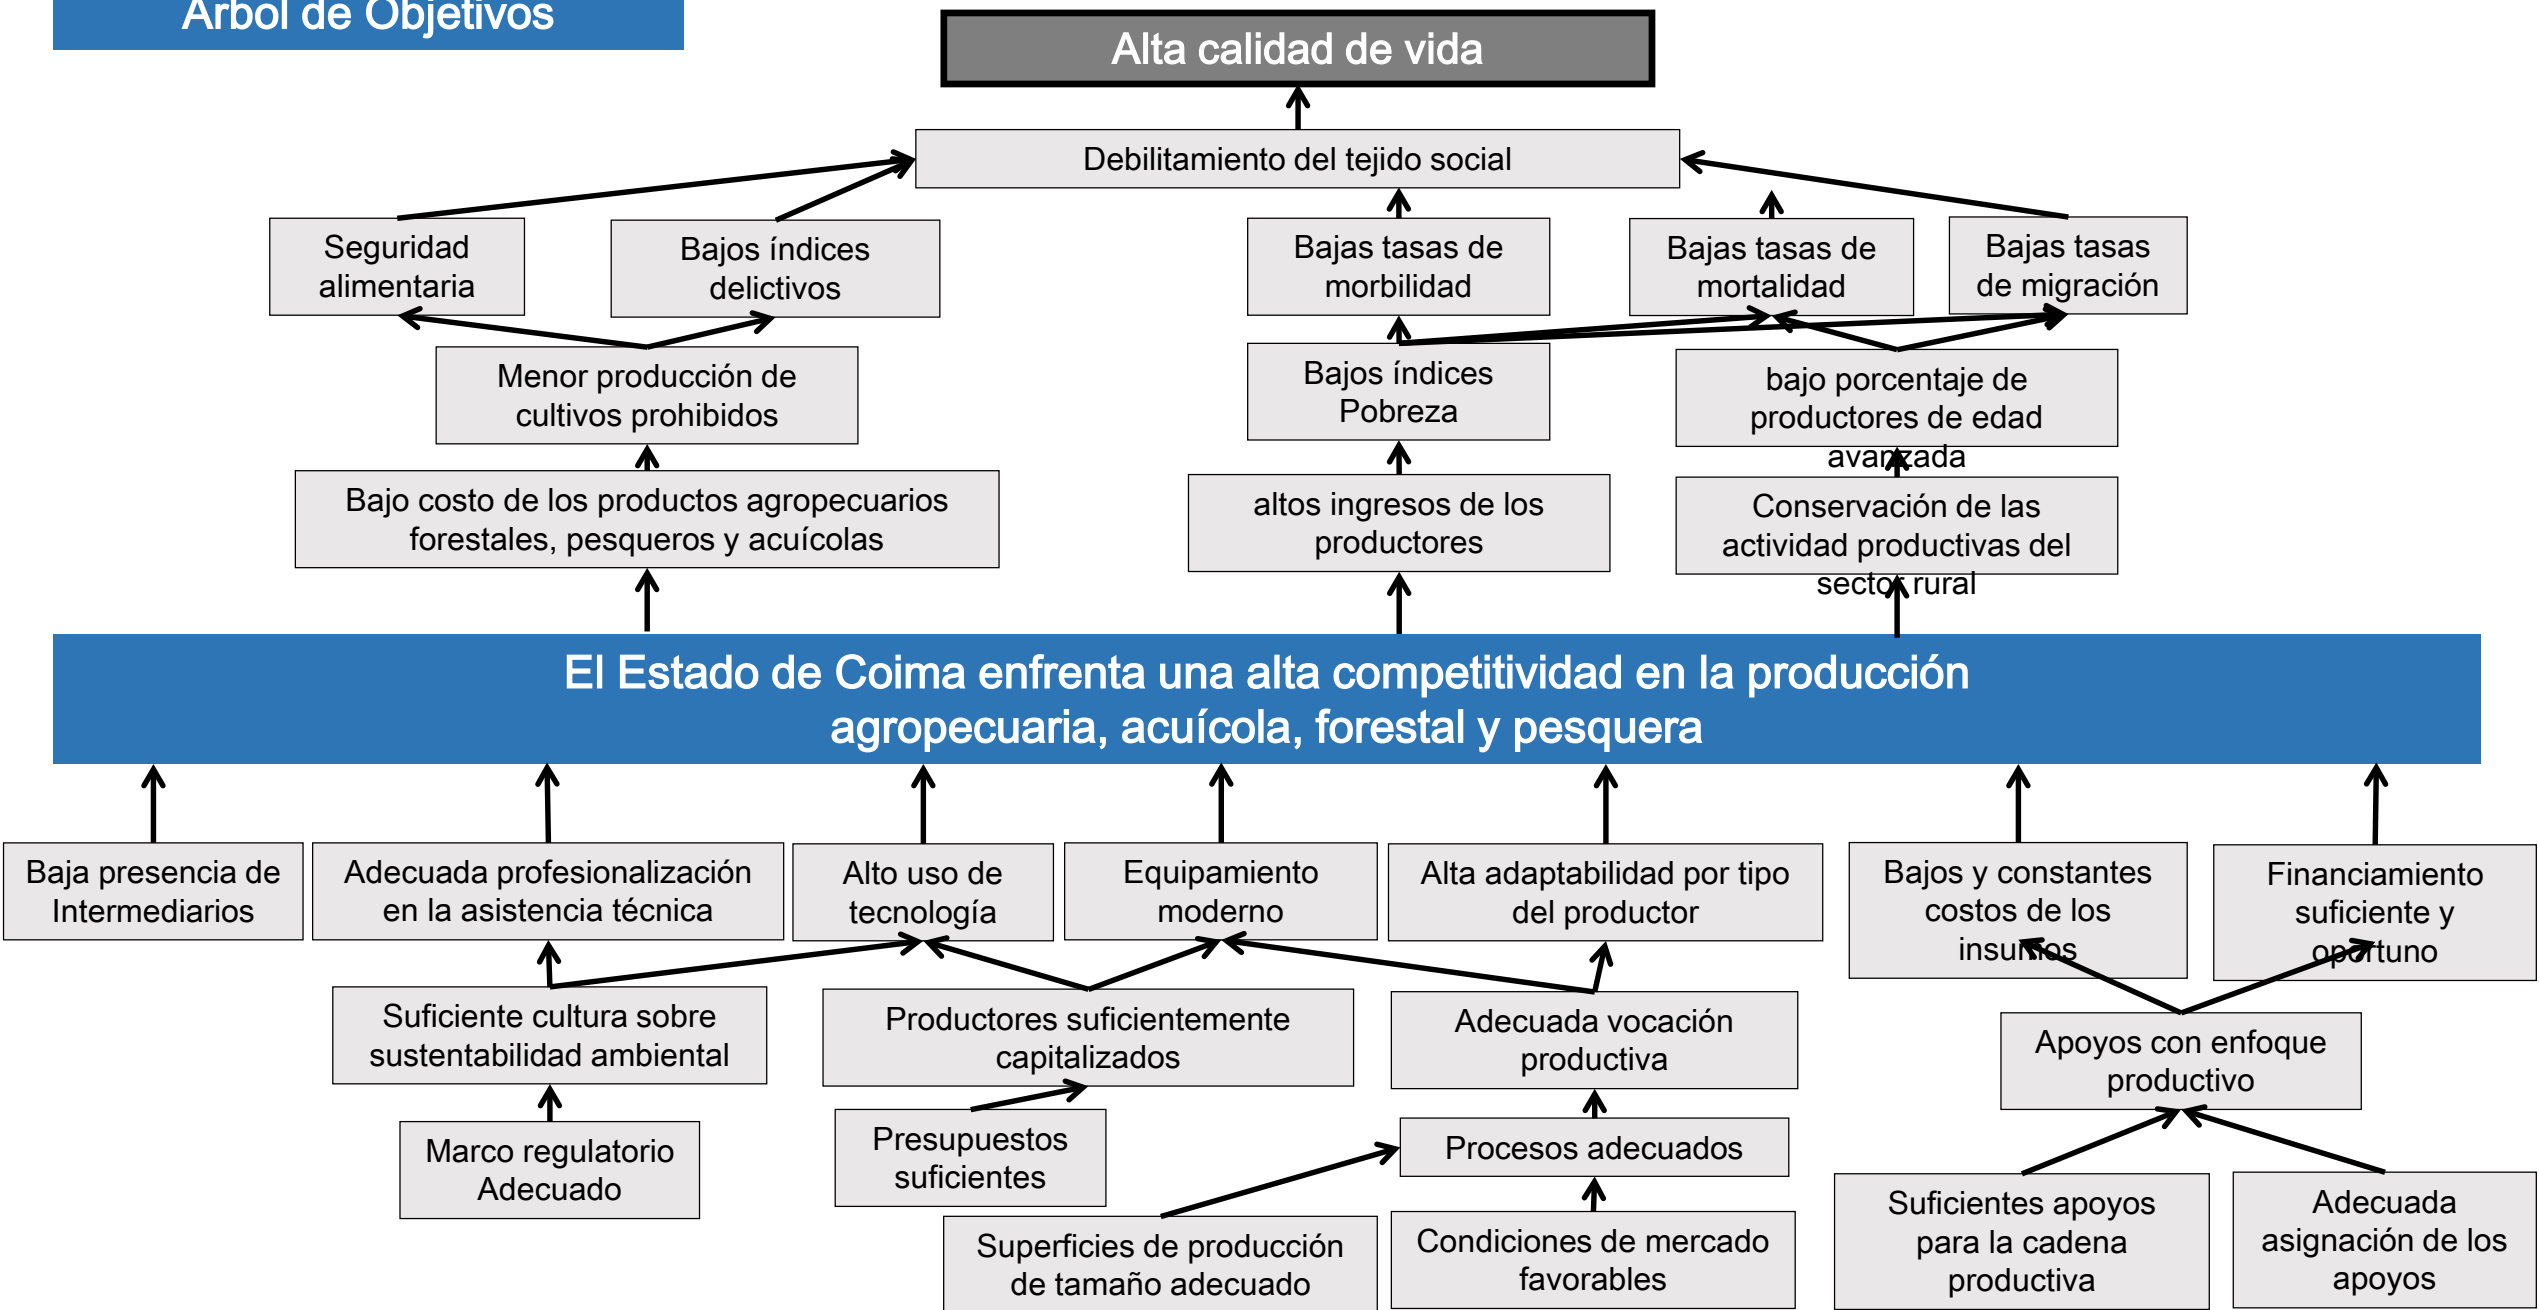 Arbol de Objetivos
Alta calidad de vida
Debilitamiento del tejido social
Seguridad
alimentaria
Bajos índices
delictivos
Bajas tasas de
morbilidad
Bajas tasas de
mortalidad
Bajas tasas
de migración
Menor producción de
cultivos prohibidos
Bajos índices
Pobreza
bajo porcentaje de
productores de edad
avanzada
Bajo costo de los productos agropecuarios
forestales, pesqueros y acuícolas
altos ingresos de los
productores
Conservación de las
actividad productivas del
sector rural
El Estado de Coima enfrenta una alta competitividad en la producción
agropecuaria, acuícola, forestal y pesquera
Baja presencia de
Intermediarios
Adecuada profesionalización
en la asistencia técnica
Alto uso de
tecnología
Equipamiento
moderno
Alta adaptabilidad por tipo
del productor
Bajos y constantes
costos de los
insumos
Financiamiento
suficiente y
oportuno
Suficiente cultura sobre
sustentabilidad ambiental
Productores suficientemente
capitalizados
Adecuada vocación
productiva
Apoyos con enfoque
productivo
Marco regulatorio
Adecuado
Presupuestos
suficientes
Procesos adecuados
Superficies de producción
de tamaño adecuado
Condiciones de mercado
favorables
Suficientes apoyos
para la cadena
productiva
Adecuada
asignación de los
apoyos